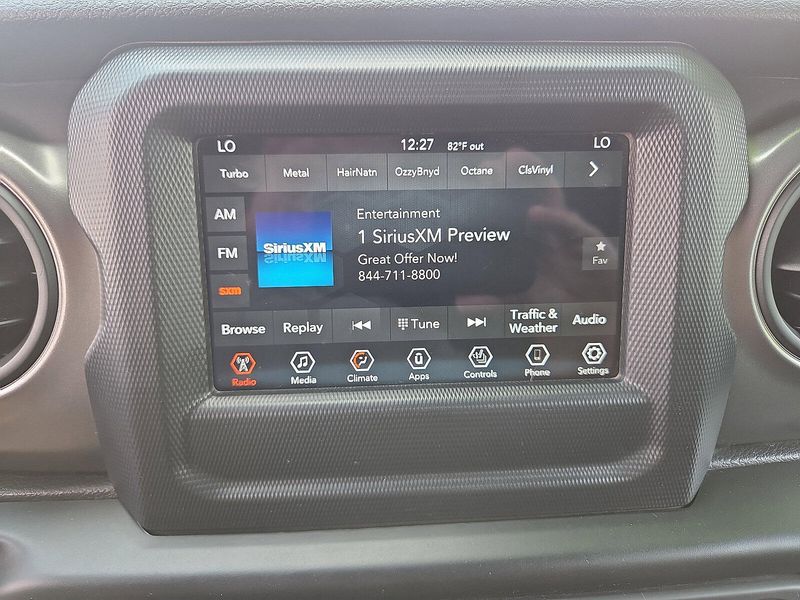 LO 12:27 82°F out LO
Turbo Metal HairNatn OzzyBynd Octane ClsVinyl
AM
Entertainment
1 SiriusXM Preview
SiriusXM
FM
Great Offer Now!
844-711-8800
Fav
sxm
Browse Replay Tune Traffic & Weather Audio
Radio Media Climate Apps Controls Phone Settings